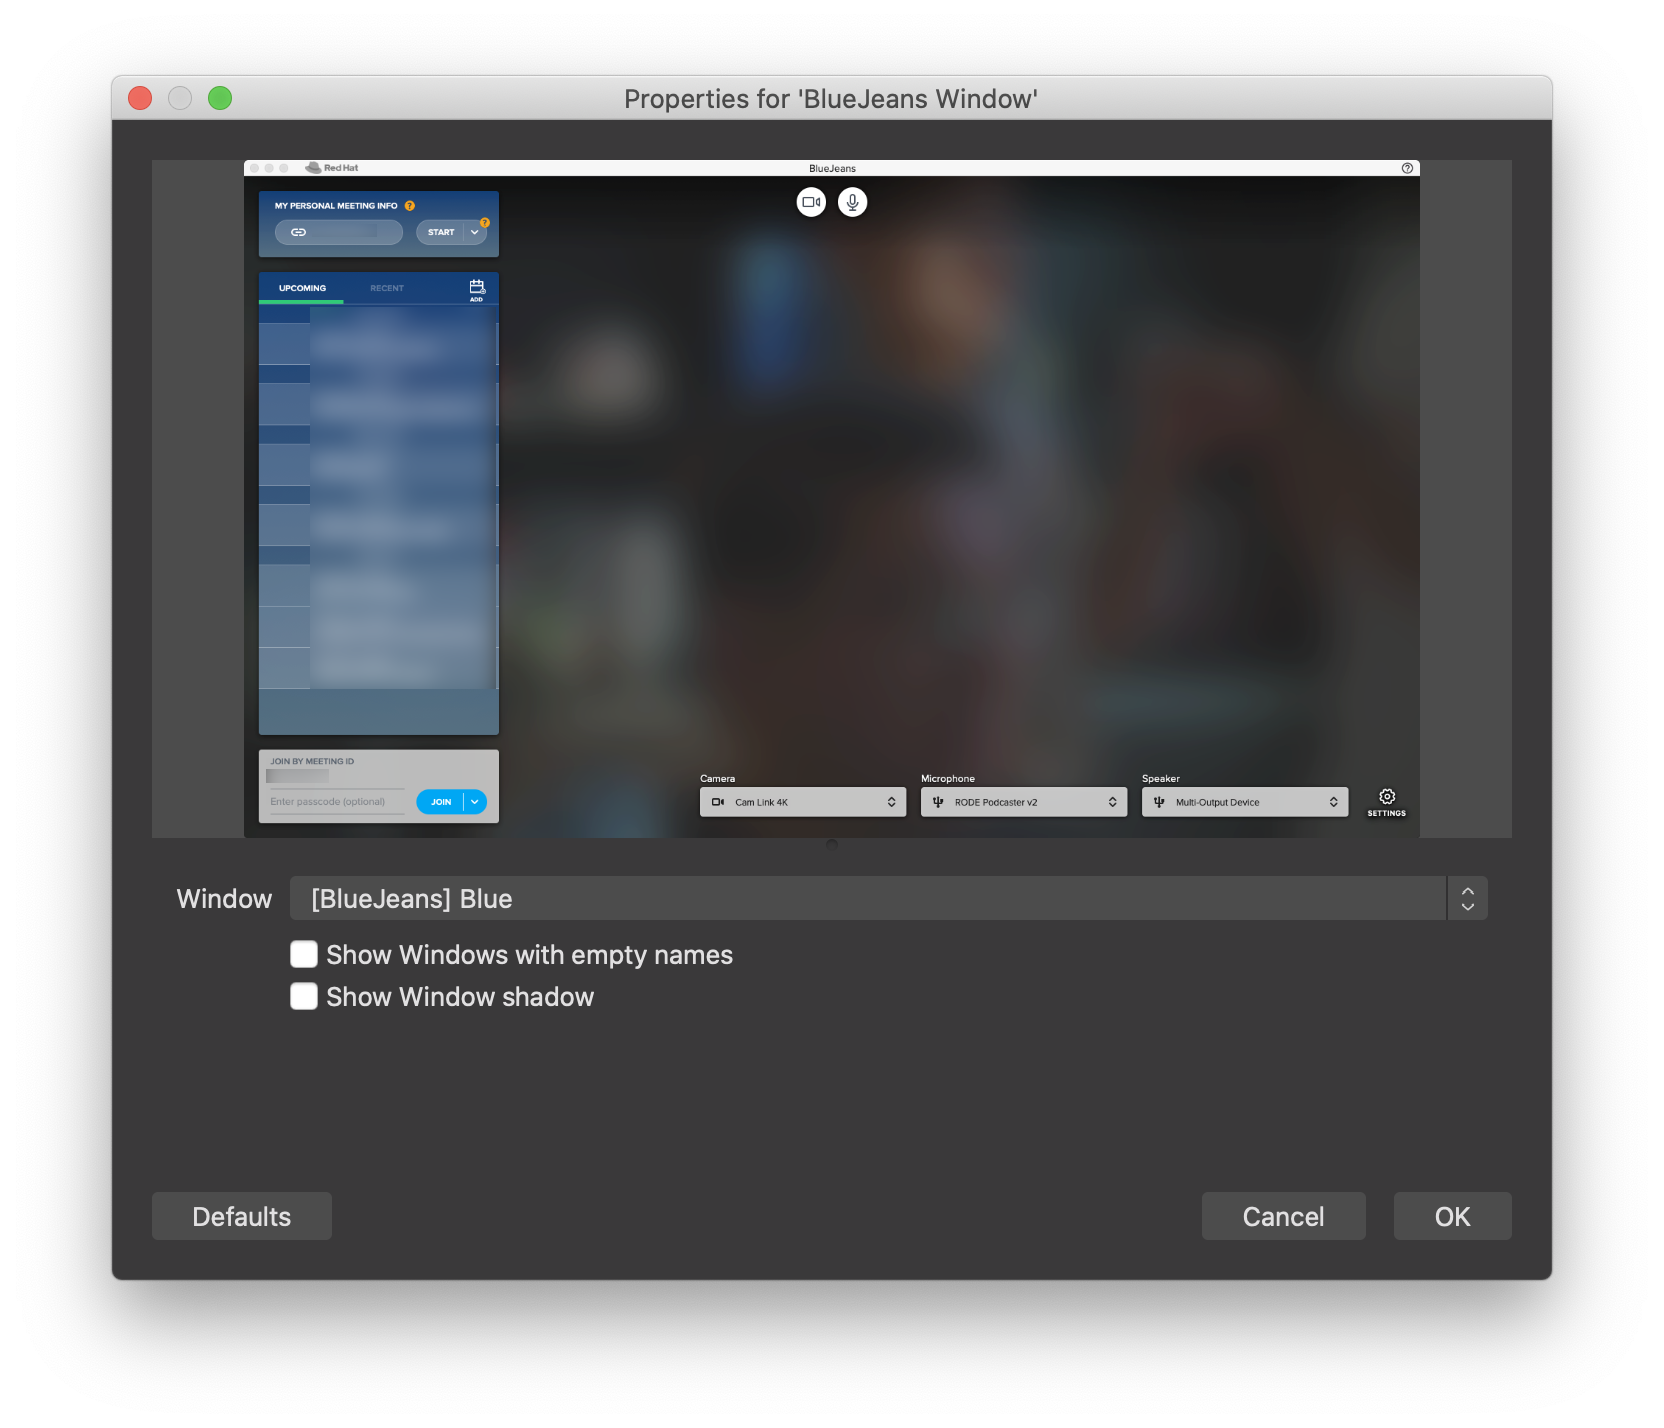 Properties for 'BlueJeans Window'
Red Hat
BlueJeans
MY PERSONAL MEETING INFO ?
START
UPCOMING
RECENT
ADD
JOIN BY MEETING ID
Enter passcode (optional)
JOIN
Camera
Cam Link 4K
Microphone
RODE Podcaster v2
Speaker
Multi-Output Device
SETTINGS
Window
[BlueJeans] Blue
Show Windows with empty names
Show Window shadow
Defaults
Cancel
OK